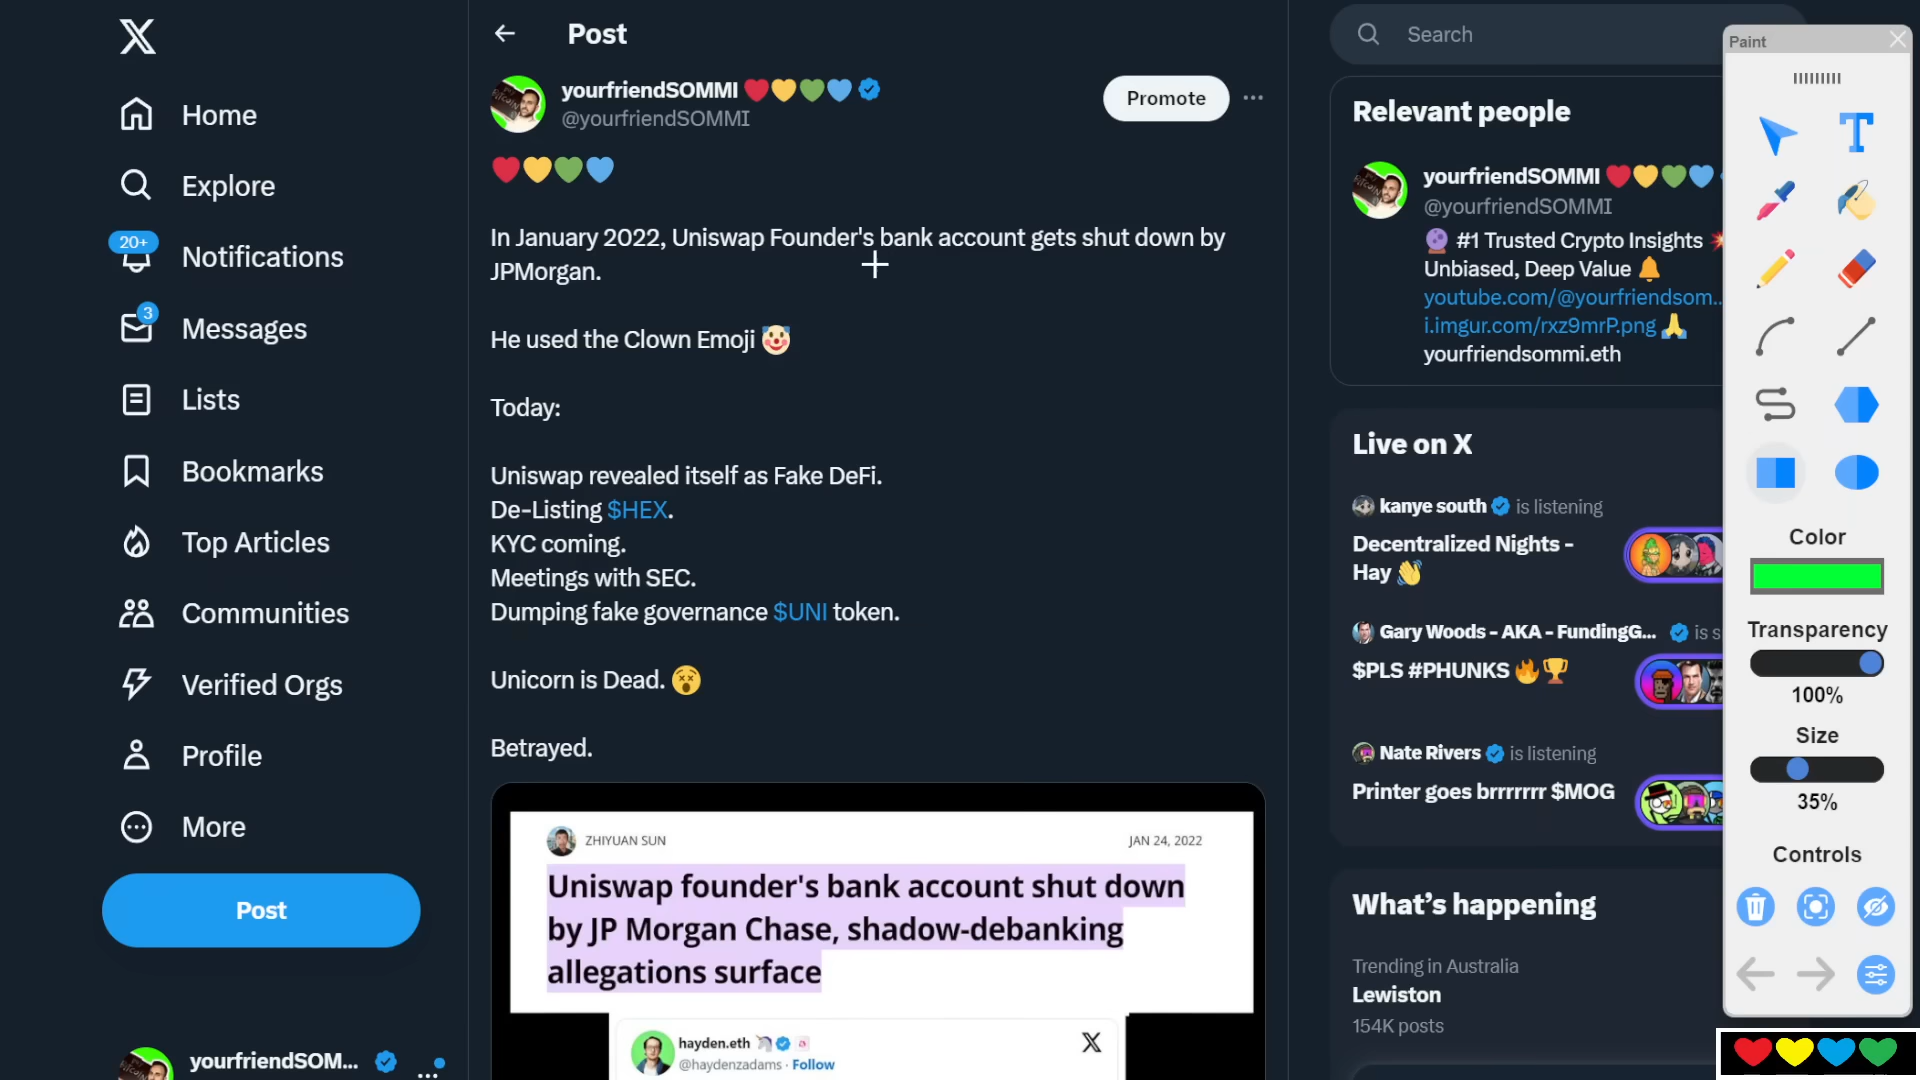 Home
Explore
20+
Notifications
3
Messages
Lists
Bookmarks
Top Articles
Communities
Verified Orgs
Profile
More
Post
yourfriendSOM...
Post
yourfriendSOMMI ❤️💛💚💙
@yourfriendSOMMI
Promote
❤️💛💚💙
In January 2022, Uniswap Founder's bank account gets shut down by
JPMorgan.
He used the Clown Emoji 🤡
Today:
Uniswap revealed itself as Fake DeFi.
De-Listing $HEX.
KYC coming.
Meetings with SEC.
Dumping fake governance $UNI token.
Unicorn is Dead. 😵
Betrayed.
ZHIYUAN SUN
JAN 24, 2022
Uniswap founder's bank account shut down
by JP Morgan Chase, shadow-debanking
allegations surface
hayden.eth 🦄
@haydenzadams · Follow
Search
Relevant people
yourfriendSOMMI ❤️💛💚💙
@yourfriendSOMMI
🔮 #1 Trusted Crypto Insights 💥
Unbiased, Deep Value 🔔
youtube.com/@yourfriendsom...
i.imgur.com/rxz9mrP.png 🙏
yourfriendsommi.eth
Live on X
kanye south is listening
Decentralized Nights -
Hay 👋
Gary Woods - AKA - FundingG... is s
$PLS #PHUNKS 🔥🏆
Nate Rivers is listening
Printer goes brrrrrrr $MOG
What's happening
Trending in Australia
Lewiston
154K posts
Paint
T
Color
Transparency
100%
Size
35%
Controls